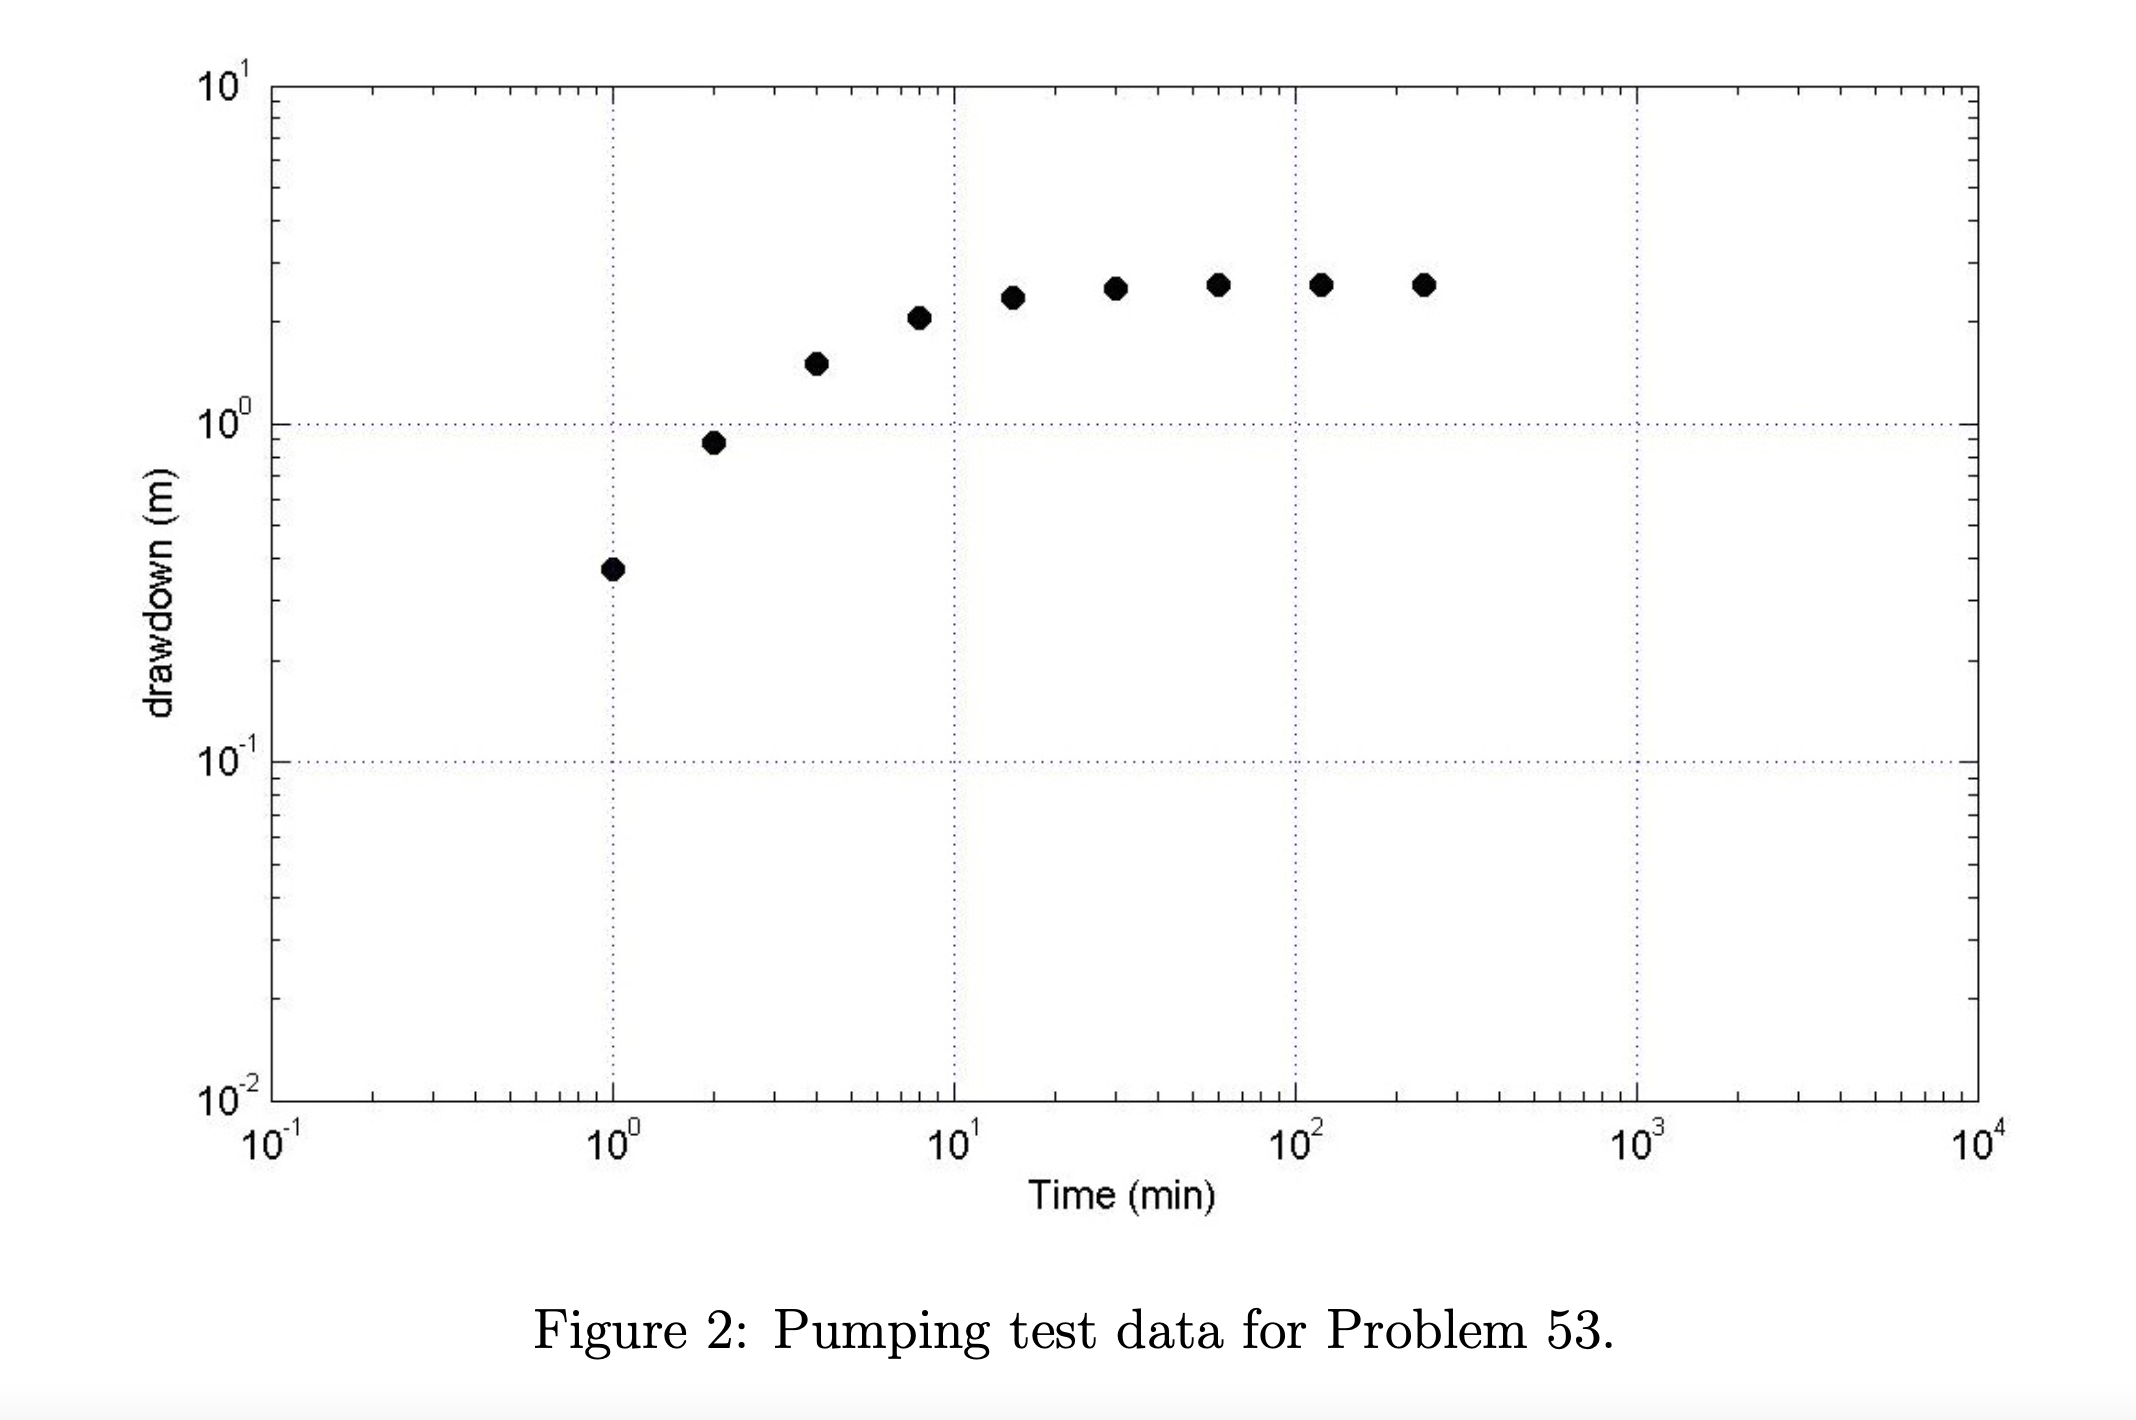 10^1
10^0
10^-1
10^-2
drawdown (m)
10^-1 10^0 10^1 10^2 10^3 10^4
Time (min)
Figure 2: Pumping test data for Problem 53.